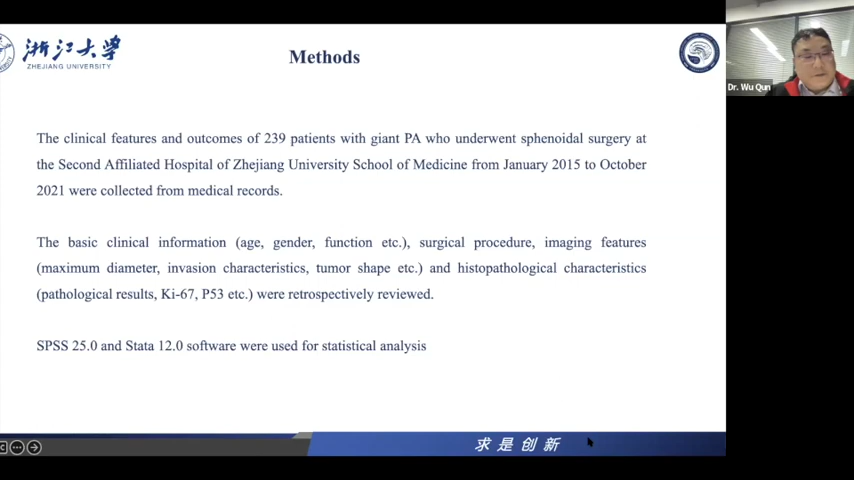 浙江大学
ZHEJIANG UNIVERSITY
Methods
Dr. Wu Qun
The clinical features and outcomes of 239 patients with giant PA who underwent sphenoidal surgery at
the Second Affiliated Hospital of Zhejiang University School of Medicine from January 2015 to October
2021 were collected from medical records.
The basic clinical information (age, gender, function etc.), surgical procedure, imaging features
(maximum diameter, invasion characteristics, tumor shape etc.) and histopathological characteristics
(pathological results, Ki-67, P53 etc.) were retrospectively reviewed.
SPSS 25.0 and Stata 12.0 software were used for statistical analysis
求是创新